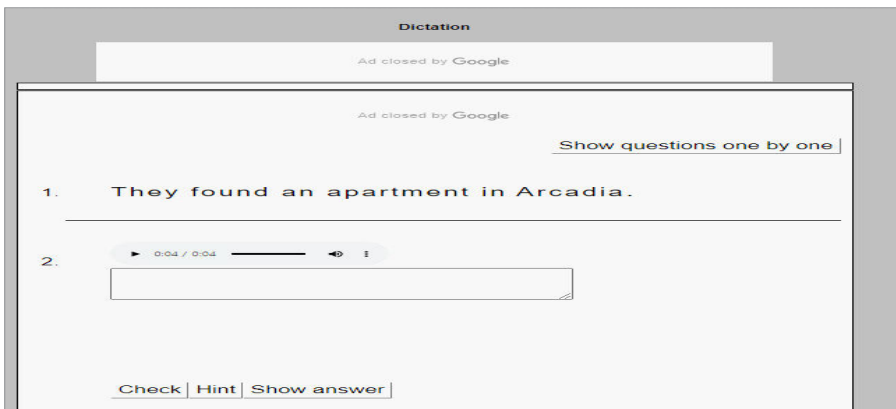 Dictation
Ad closed by Google
Ad closed by Google
Show questions one by one
1. They found an apartment in Arcadia.
2. 0:04 / 0:04
Check Hint Show answer